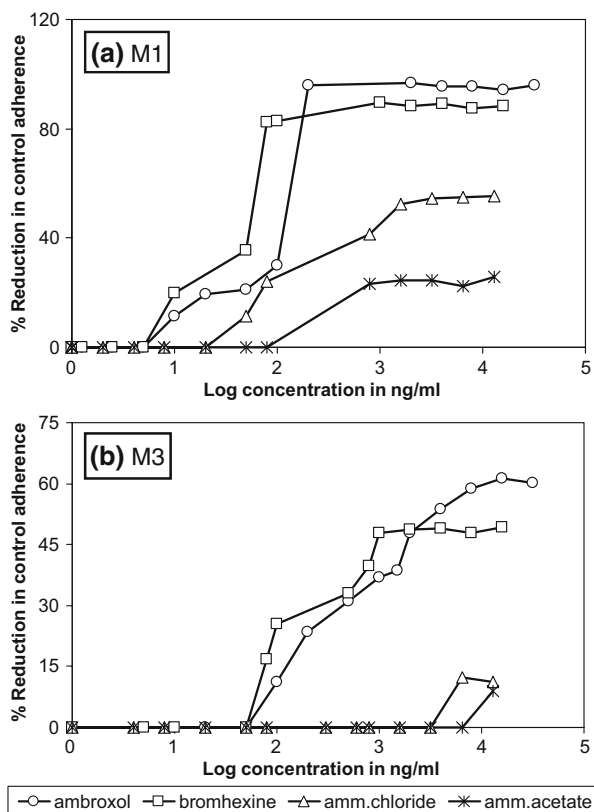 120
(a) M1
80
40
0
% Reduction in control adherence
0 1 2 3 4 5
Log concentration in ng/ml
75
(b) M3
60
45
30
15
0
% Reduction in control adherence
0 1 2 3 4 5
Log concentration in ng/ml
ambroxol bromhexine amm.chloride amm.acetate